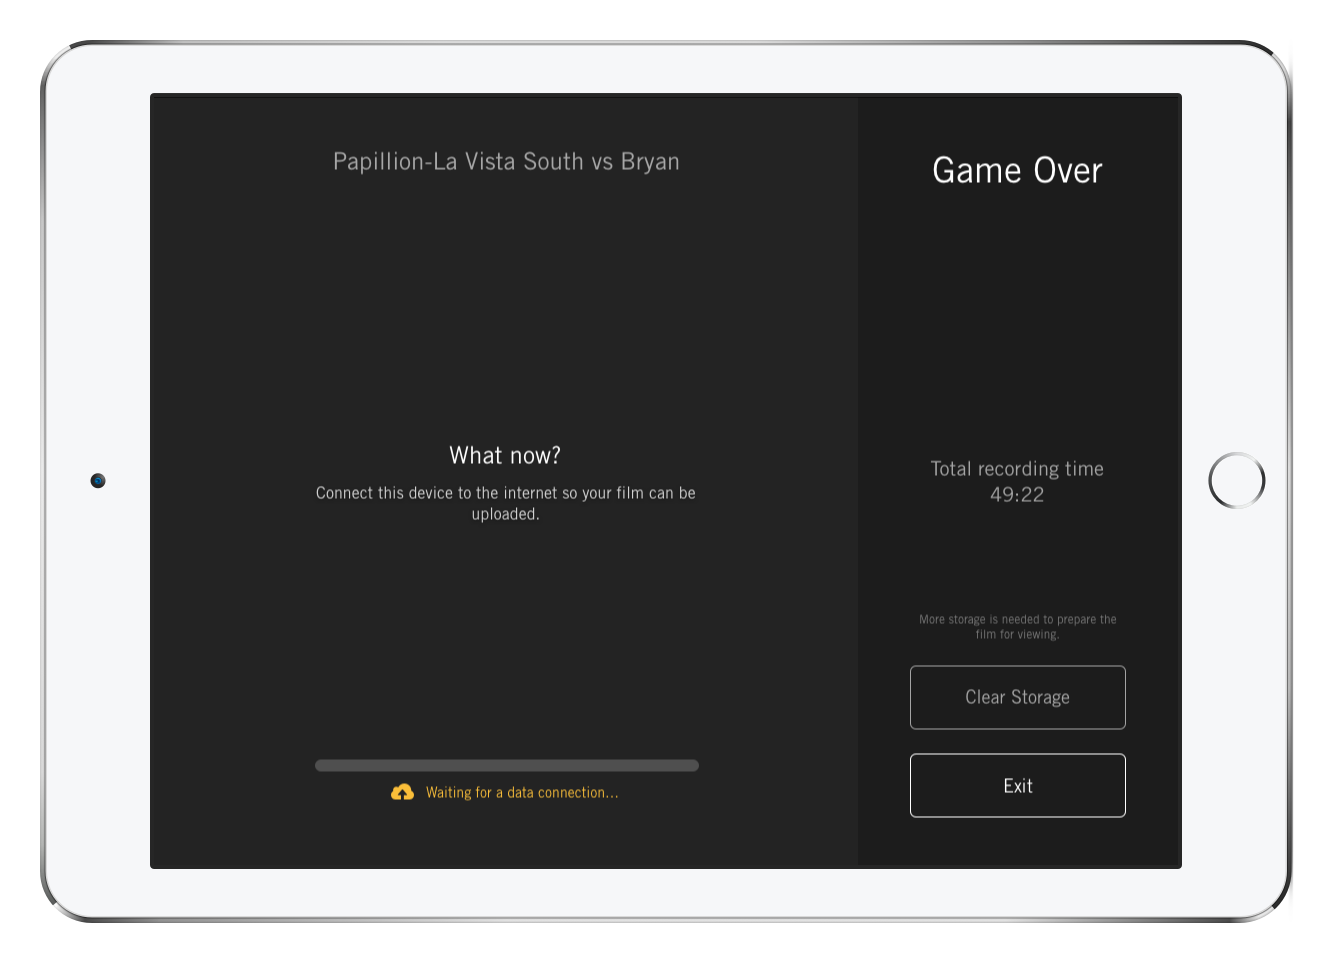 Papillion-La Vista South vs Bryan
Game Over
What now?
Connect this device to the internet so your film can be
uploaded.
Total recording time
49:22
More storage is needed to prepare the
film for viewing.
Clear Storage
Exit
Waiting for a data connection...